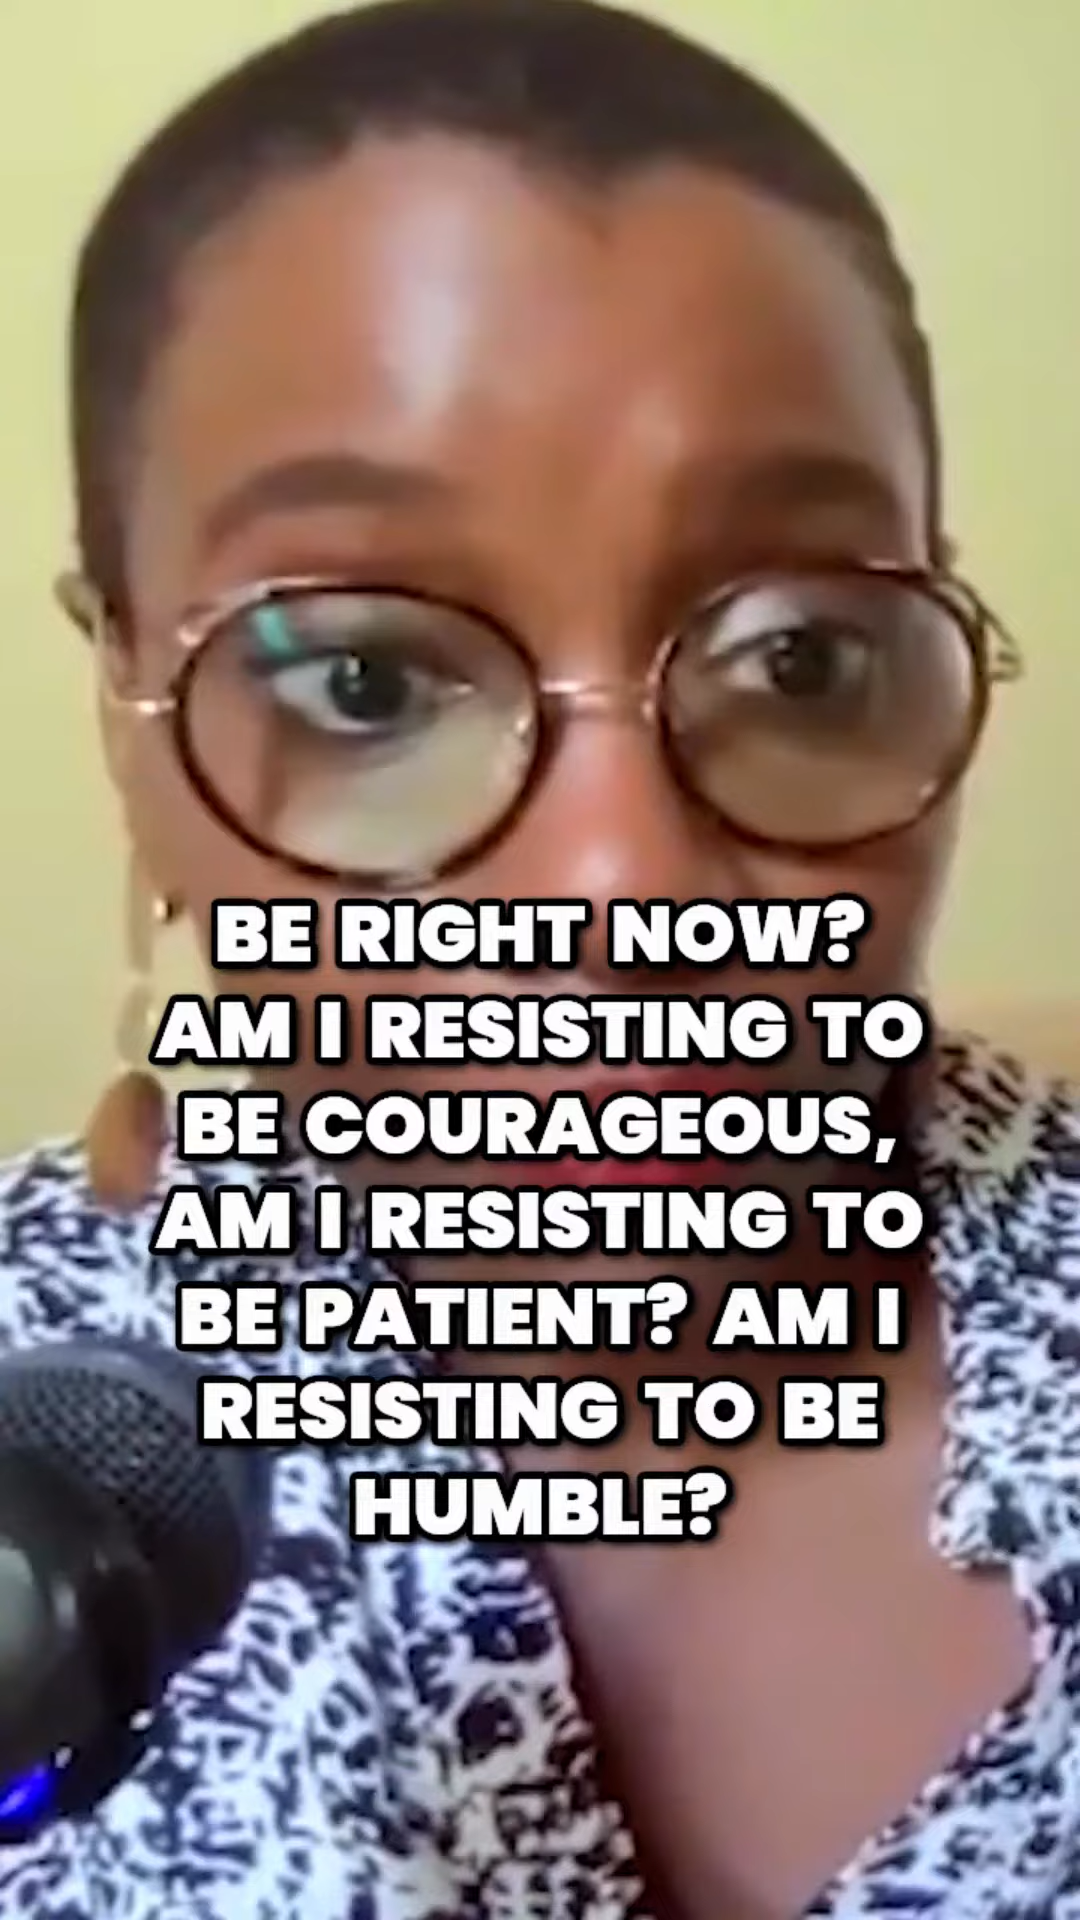 BE RIGHT NOW?
AM I RESISTING TO
BE COURAGEOUS,
AM I RESISTING TO
BE PATIENT? AM I
RESISTING TO BE
HUMBLE?